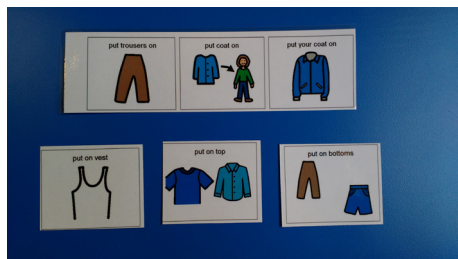 put trousers on
put coat on
put your coat on
put on vest
put on top
put on bottoms